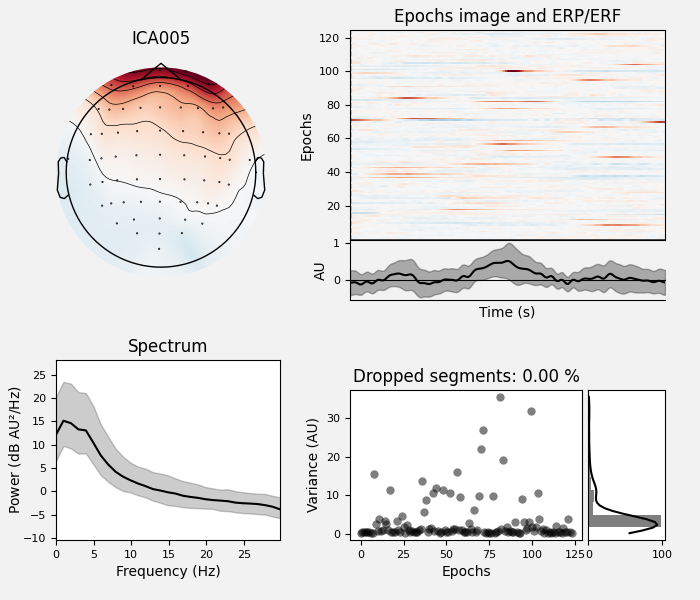 ICA005
Epochs image and ERP/ERF
120
100
80
60
40
20
Epochs
1
0
AU
Time (s)
Spectrum
25
20
15
10
5
0
−5
−10
Power (dB AU²/Hz)
0 5 10 15 20 25
Frequency (Hz)
Dropped segments: 0.00 %
30
20
10
0
Variance (AU)
0 25 50 75 100 125
Epochs
0 100